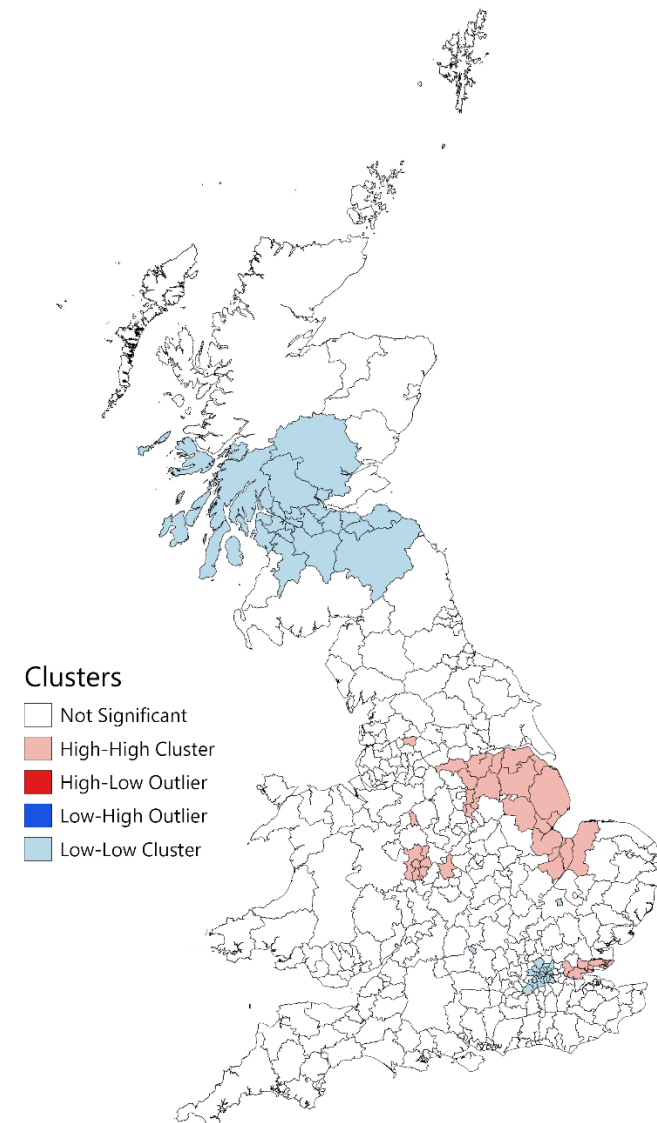 Clusters
Not Significant
High-High Cluster
High-Low Outlier
Low-High Outlier
Low-Low Cluster